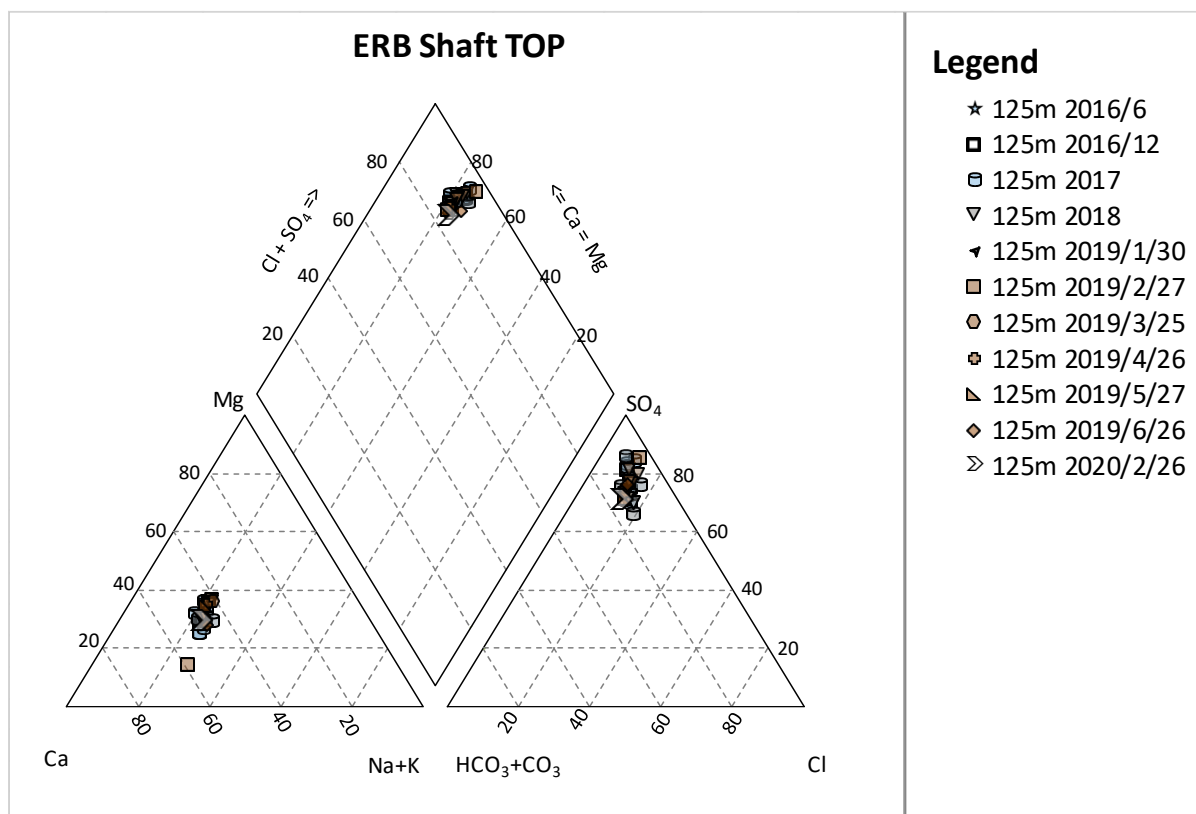 ERB Shaft TOP
80
80
Cl + SO₄ =>
<= Ca = Mg
60
60
40
40
20
20
Mg
SO₄
80
80
60
60
40
40
20
20
80
60
40
20
20
40
60
80
Ca
Na+K
HCO₃+CO₃
Cl
Legend
125m 2016/6
125m 2016/12
125m 2017
125m 2018
125m 2019/1/30
125m 2019/2/27
125m 2019/3/25
125m 2019/4/26
125m 2019/5/27
125m 2019/6/26
125m 2020/2/26